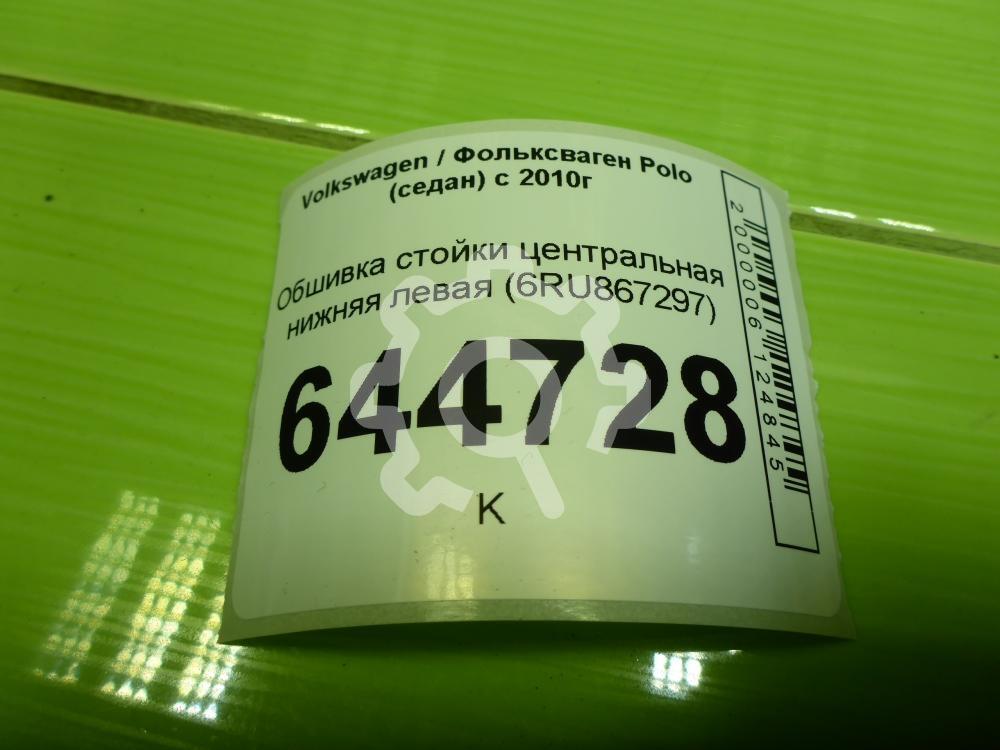 Volkswagen / Фольксваген Polo
(седан) с 2010г
Обшивка стойки центральная
нижняя левая (6RU867297)
644728
К
2000006124845